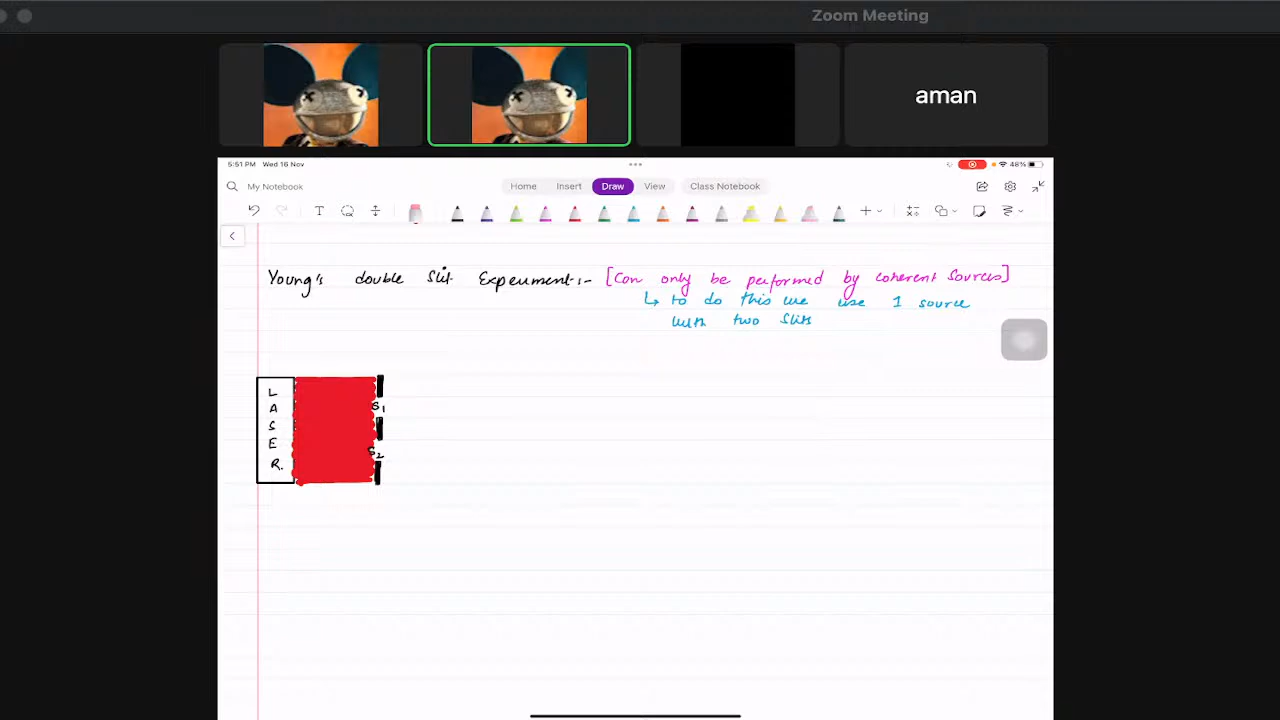 Zoom Meeting
aman
5:51 PM Wed 16 Nov
48%
My Notebook
Home Insert Draw View Class Notebook
Young's double slit Experiment:- [Can only be performed by coherent Sources]
↳ to do this we use 1 source
with two slits
LASER
S1
S2